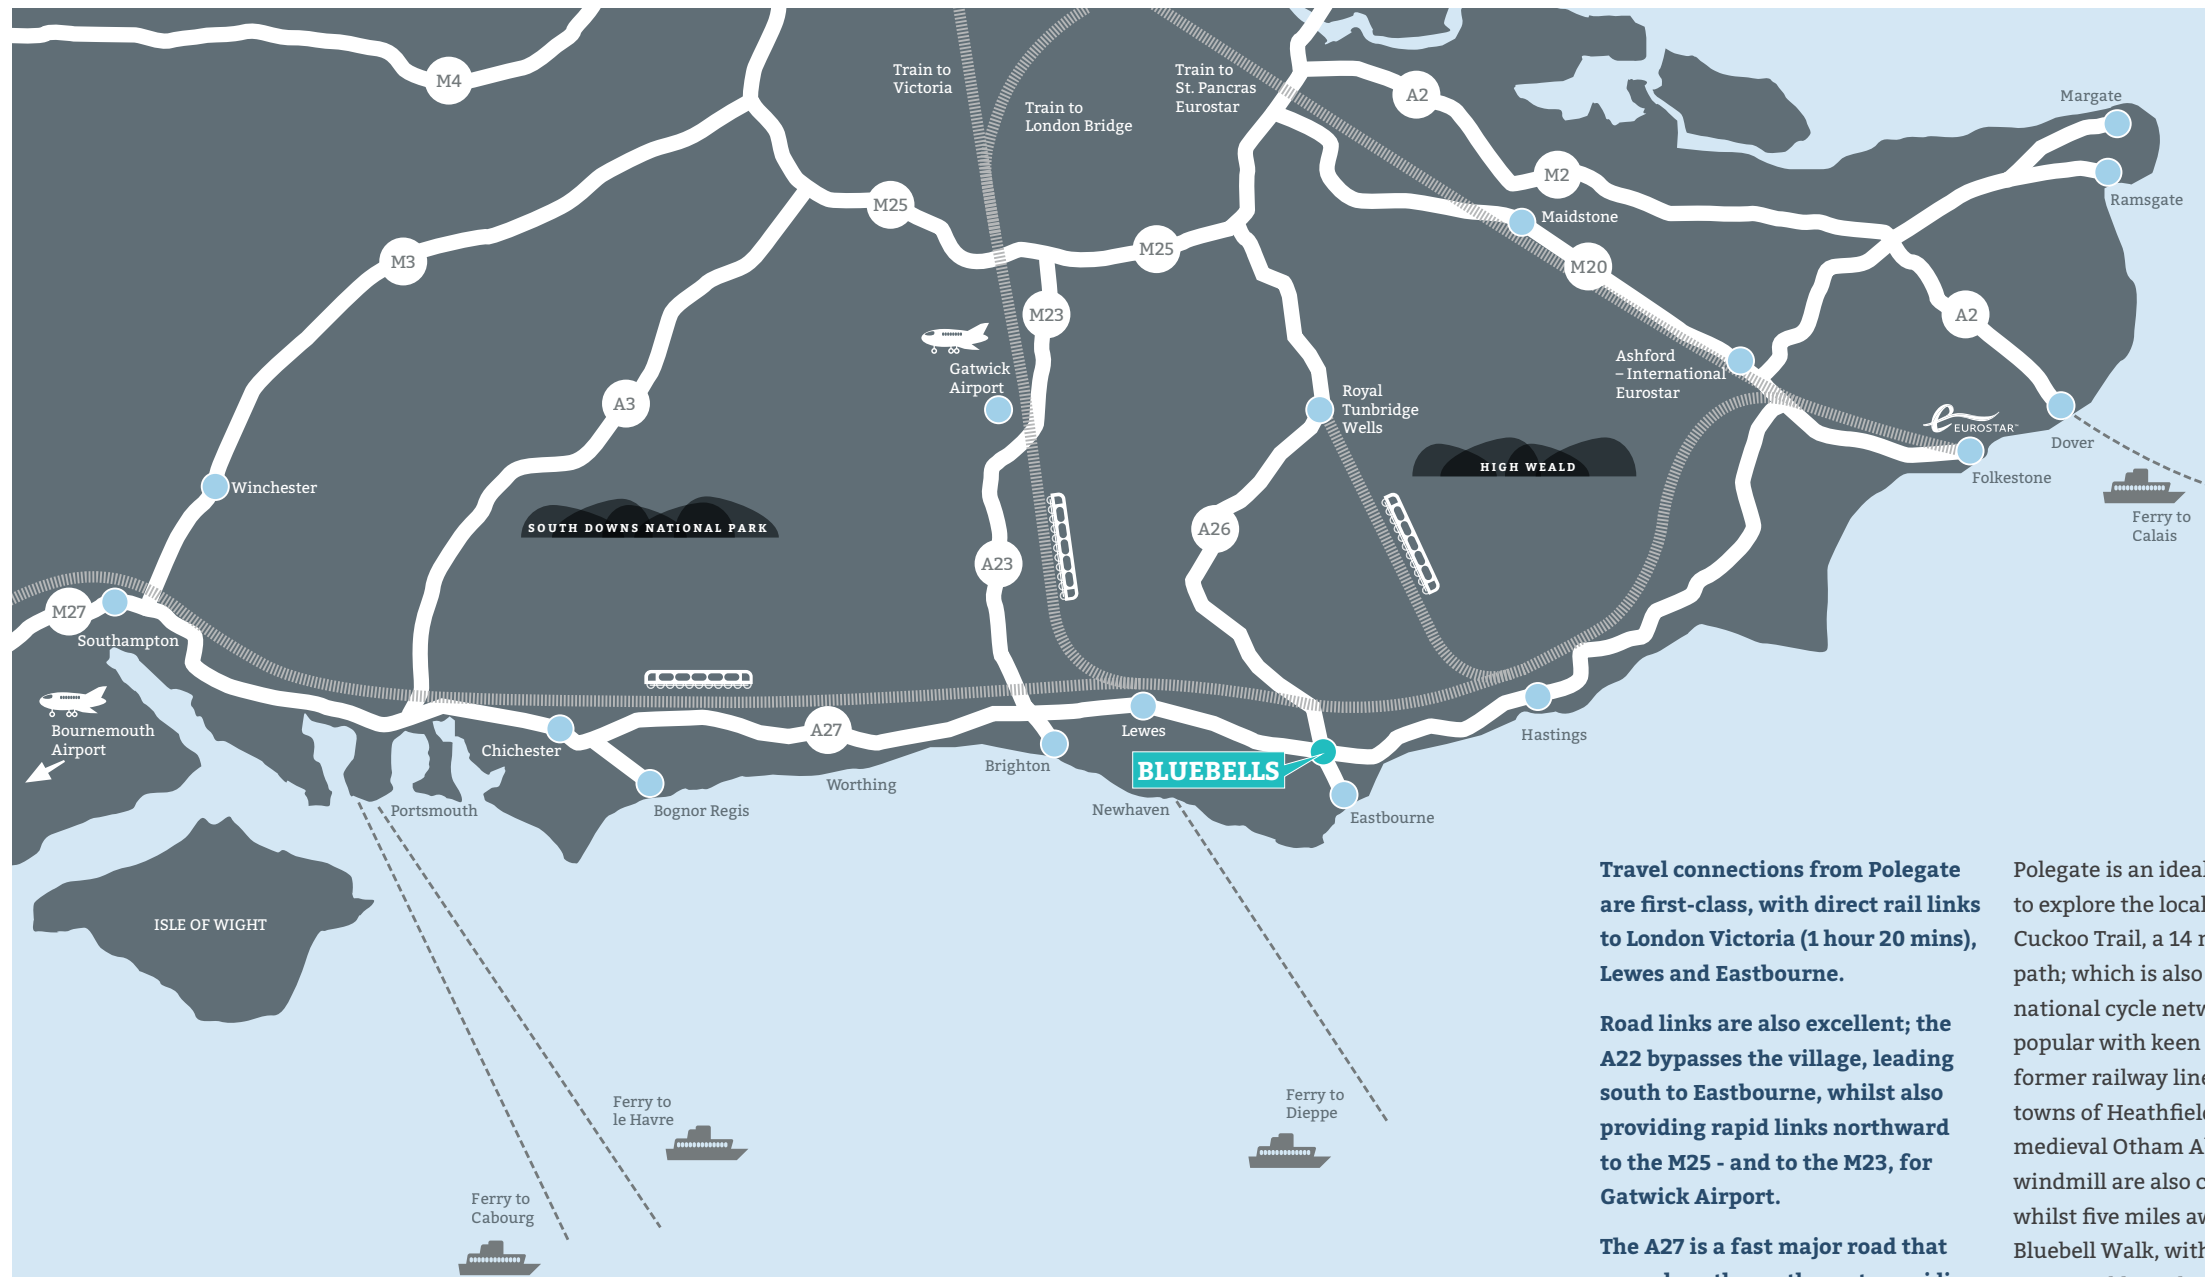 M4
Train to
Victoria
Train to
London Bridge
Train to
St. Pancras
Eurostar
A2
Margate
M2
Ramsgate
M25
Maidstone
M25
M3
M20
M23
A2
Gatwick
Airport
Ashford
– International
Eurostar
A3
Royal
Tunbridge
Wells
e
EUROSTAR™
Dover
HIGH WEALD
Folkestone
Winchester
SOUTH DOWNS NATIONAL PARK
A26
Ferry to
Calais
A23
M27
Southampton
Bournemouth
Airport
Chichester
A27
Lewes
Hastings
Brighton
BLUEBELLS
Worthing
Portsmouth
Bognor Regis
Newhaven
Eastbourne
ISLE OF WIGHT
Ferry to
le Havre
Ferry to
Dieppe
Ferry to
Cabourg
Travel connections from Polegate
are first-class, with direct rail links
to London Victoria (1 hour 20 mins),
Lewes and Eastbourne.
Road links are also excellent; the
A22 bypasses the village, leading
south to Eastbourne, whilst also
providing rapid links northward
to the M25 - and to the M23, for
Gatwick Airport.
The A27 is a fast major road that
Polegate is an ideal
to explore the local
Cuckoo Trail, a 14
path; which is also
national cycle
popular with keen
former railway line
towns of
medieval Otham
windmill are also
whilst five miles
Bluebell Walk,